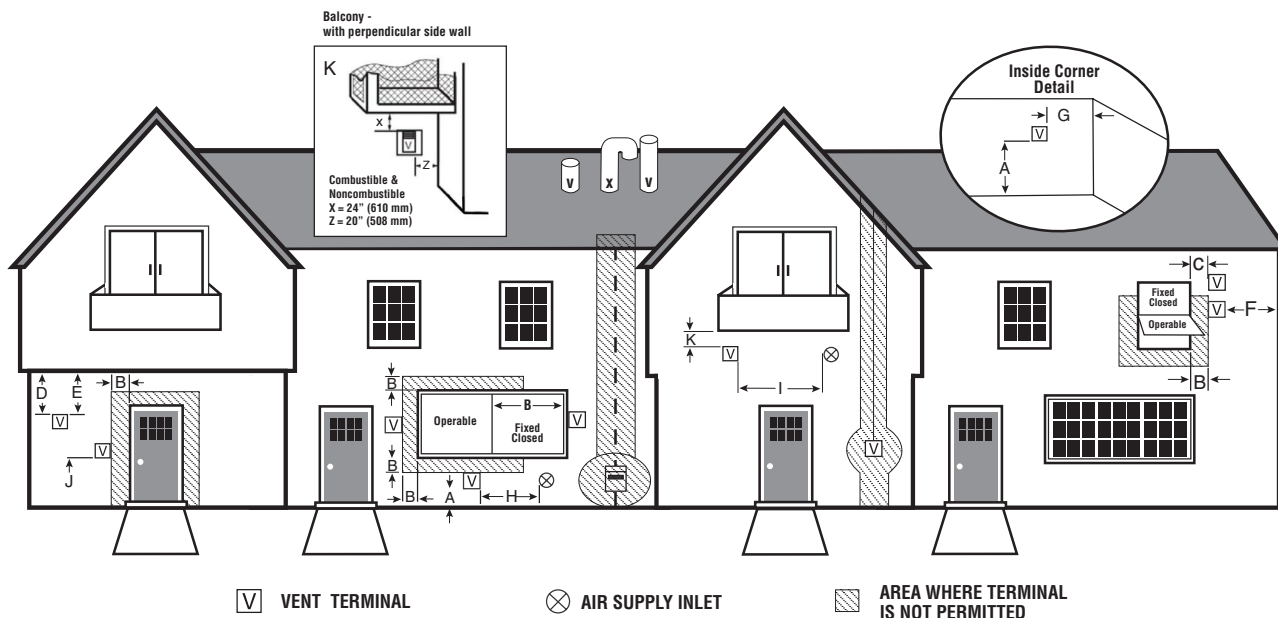 Balcony -
with perpendicular side wall
K
X
V
Z
Combustible &
Noncombustible
X = 24" (610 mm)
Z = 20" (508 mm)
V
X
V
Inside Corner
Detail
G
V
A
C
V
Fixed
Closed
Operable
V
F
B
K
V
I
D
E
B
V
V
J
B
Operable
B
Fixed
Closed
V
V
B
B
A
V
H
V
V VENT TERMINAL
AIR SUPPLY INLET
AREA WHERE TERMINAL
IS NOT PERMITTED